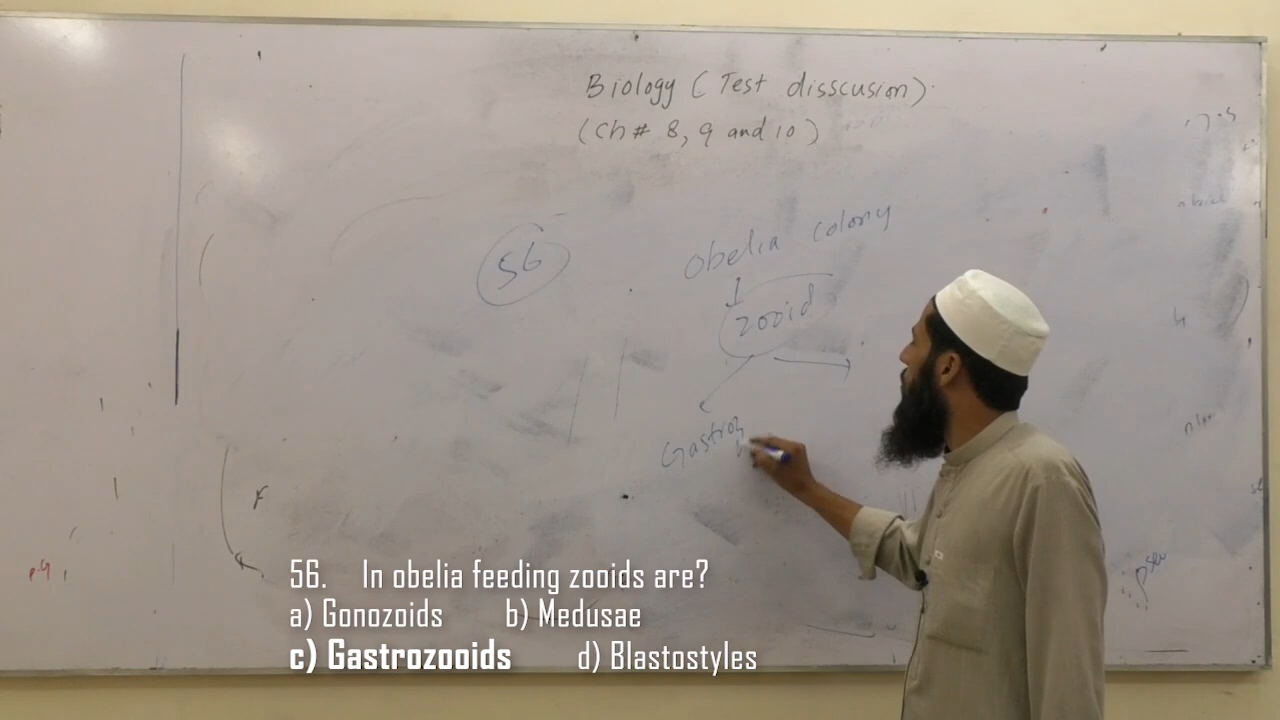 Biology (Test disscusion).
(Ch# 8, 9 and 10)
56
Obelia colony
zooid
Gastroz
56. In obelia feeding zooids are?
a) Gonozoids b) Medusae
c) Gastrozooids d) Blastostyles